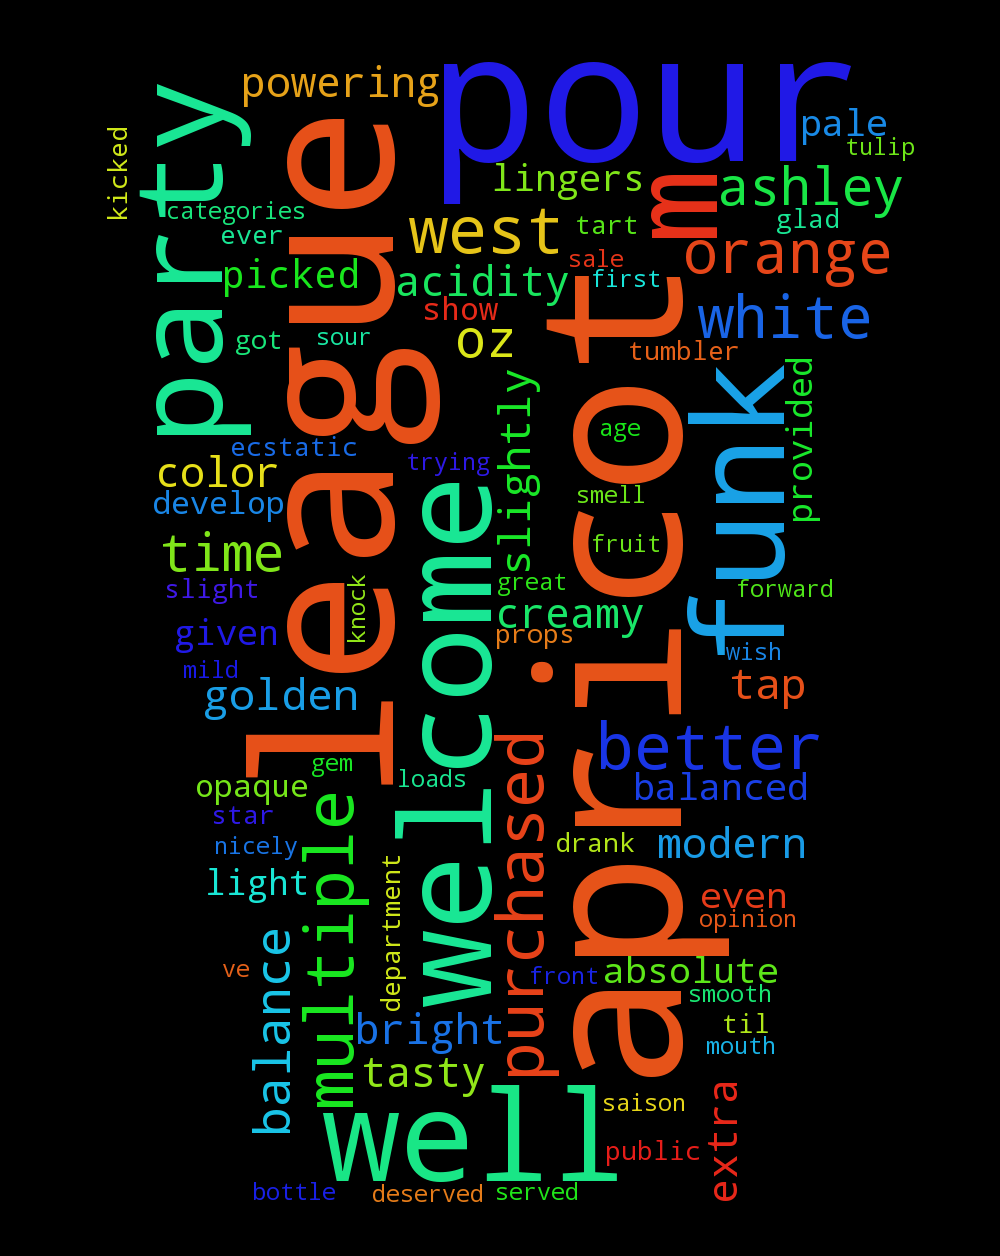 pour
powering
party
kicked
league
pale
tulip
lingers
m
ashley
categories
ever
west
tart
glad
orange
picked
acidity
sale
first
show
white
got
sour
oz
tumbler
apricot
funk
provided
slightly
age
ecstatic
color
trying
develop
smell
welcome
time
fruit
slight
knock
great
forward
given
creamy
props
wish
mild
golden
tap
better
gem
opaque
loads
balanced
star
multiple
purchased
nicely
drank
modern
light
department
even
opinion
ve
balance
front
absolute
smooth
bright
til
mouth
tasty
well
saison
extra
public
bottle
deserved
served